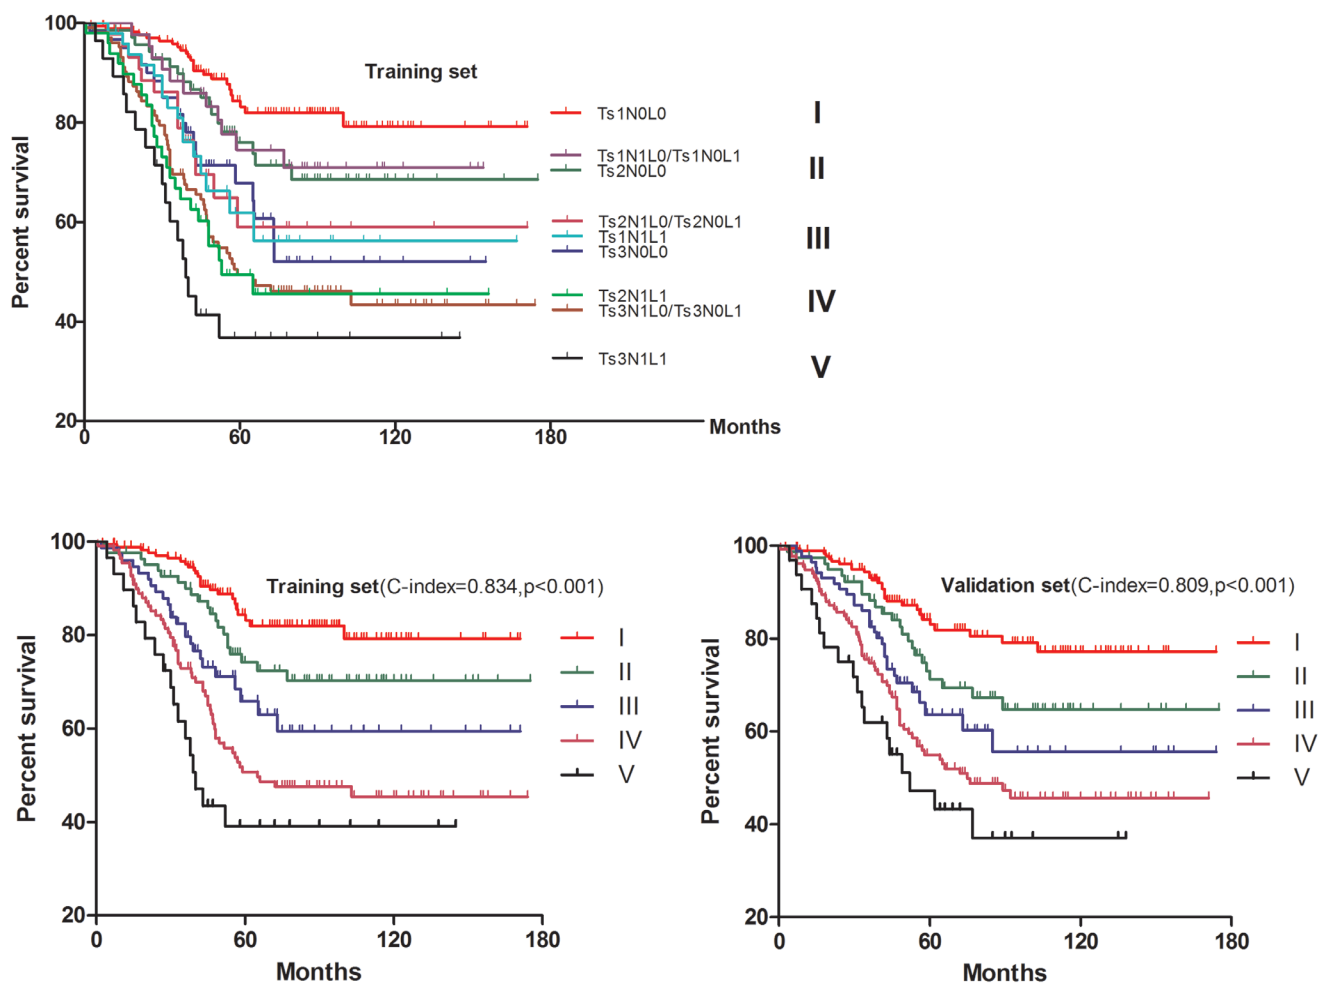 100
80
60
40
20
Percent survival
Training set
Ts1N0L0
I
Ts1N1L0/Ts1N0L1
Ts2N0L0
II
Ts2N1L0/Ts2N0L1
Ts1N1L1
Ts3N0L0
III
Ts2N1L1
Ts3N1L0/Ts3N0L1
IV
Ts3N1L1
V
0 60 120 180
Months
100
80
60
40
20
Percent survival
Training set(C-index=0.834,p<0.001)
I
II
III
IV
V
0 60 120 180
Months
100
80
60
40
20
Percent survival
Validation set(C-index=0.809,p<0.001)
I
II
III
IV
V
0 60 120 180
Months